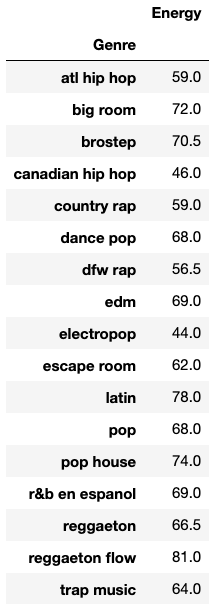 Energy
Genre
atl hip hop 59.0
big room 72.0
brostep 70.5
canadian hip hop 46.0
country rap 59.0
dance pop 68.0
dfw rap 56.5
edm 69.0
electropop 44.0
escape room 62.0
latin 78.0
pop 68.0
pop house 74.0
r&b en espanol 69.0
reggaeton 66.5
reggaeton flow 81.0
trap music 64.0